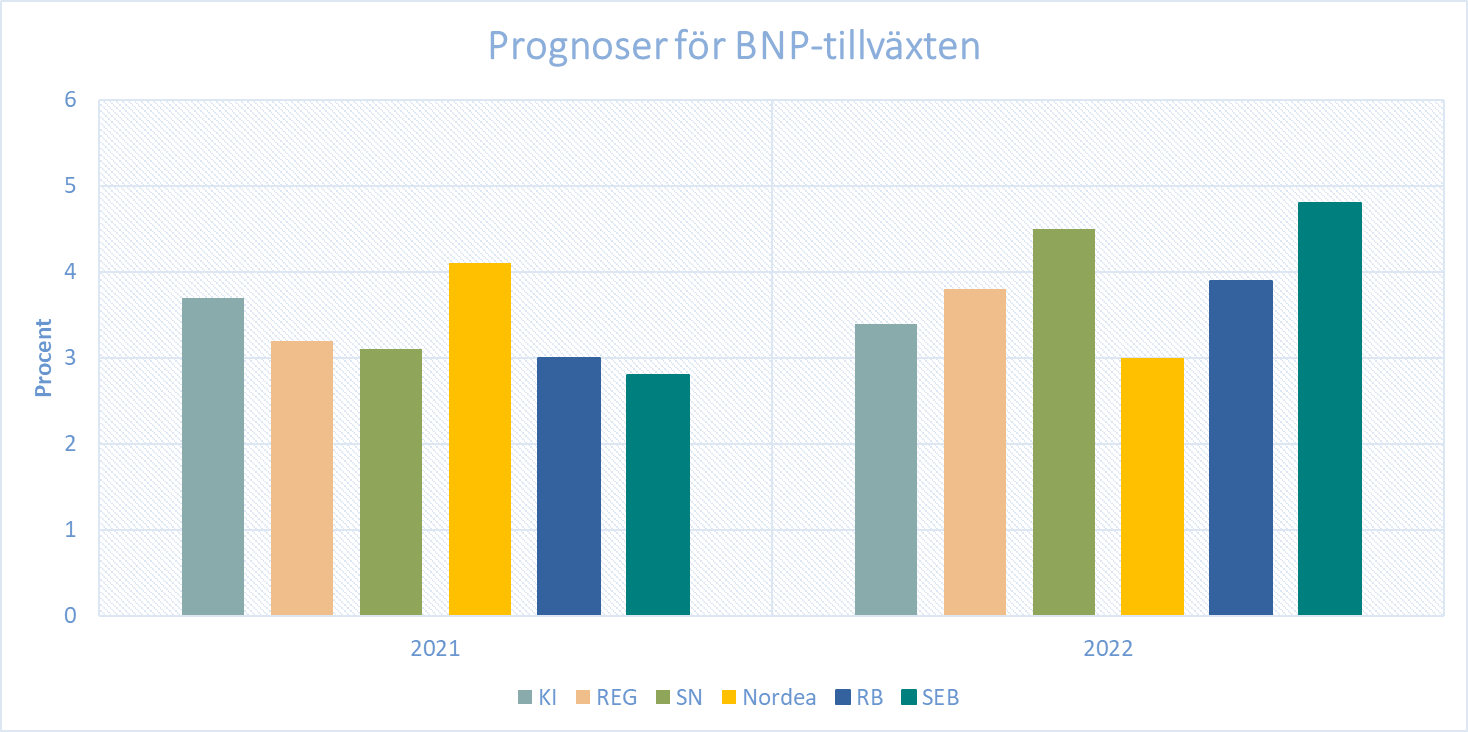 Prognoser för BNP-tillväxten
6
5
4
3
2
1
0
Procent
2021 2022
KI REG SN Nordea RB SEB